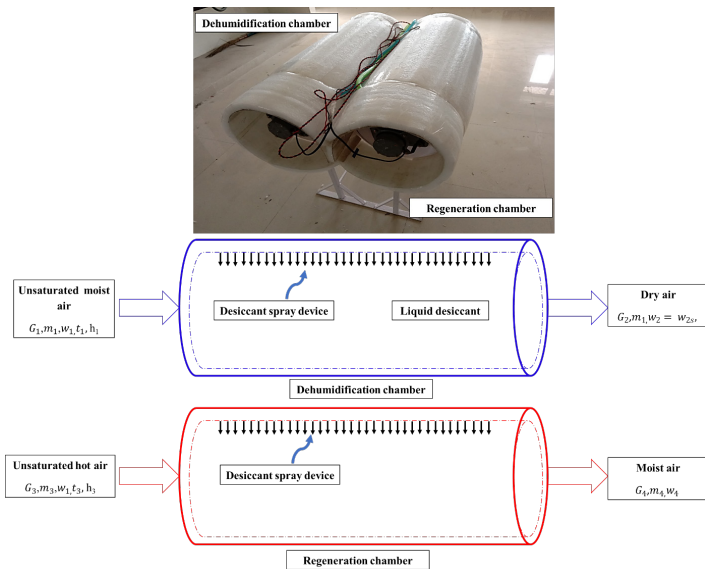 Dehumidification chamber
Regeneration chamber
Unsaturated moist
air
G₁,m₁,w₁,t₁, h₁
Desiccant spray device
Liquid desiccant
Dry air
G₂,m₁,w₂ = w₂ₛ,
Dehumidification chamber
Unsaturated hot air
G₃,m₃,w₁,t₃, h₃
Desiccant spray device
Moist air
G₄,m₄,w₄
Regeneration chamber